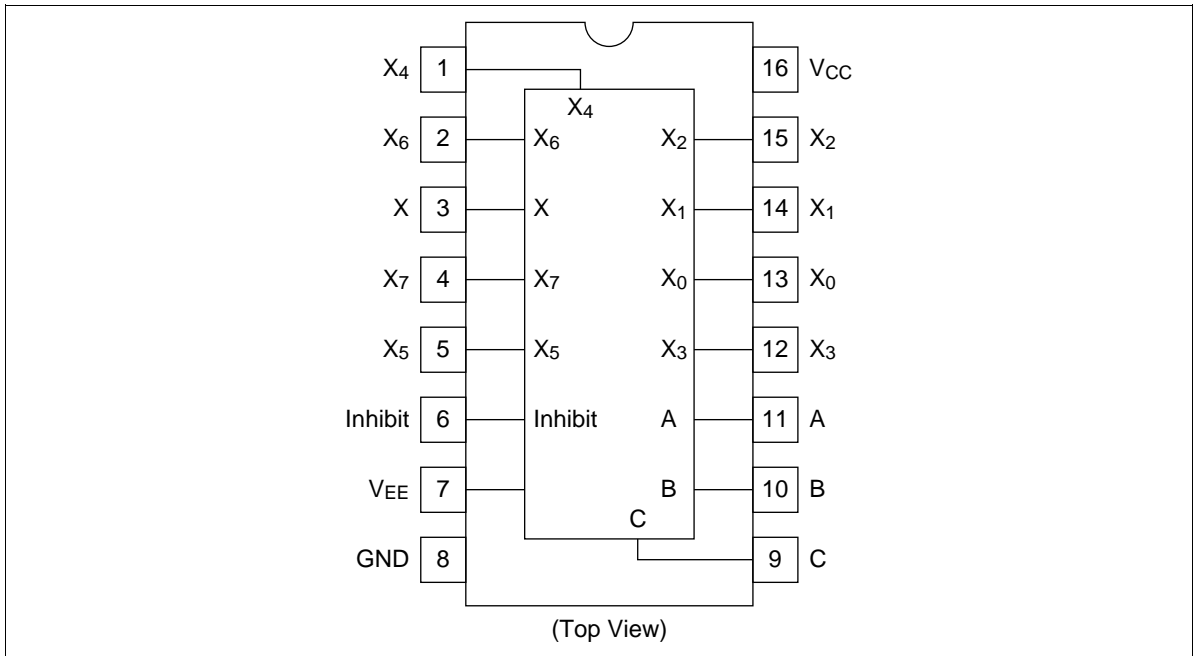 X4 1 16 VCC
X4
X6 2 X6 X2 15 X2
X 3 X X1 14 X1
X7 4 X7 X0 13 X0
X5 5 X5 X3 12 X3
Inhibit 6 Inhibit A 11 A
VEE 7 B 10 B
C
GND 8 9 C
(Top View)